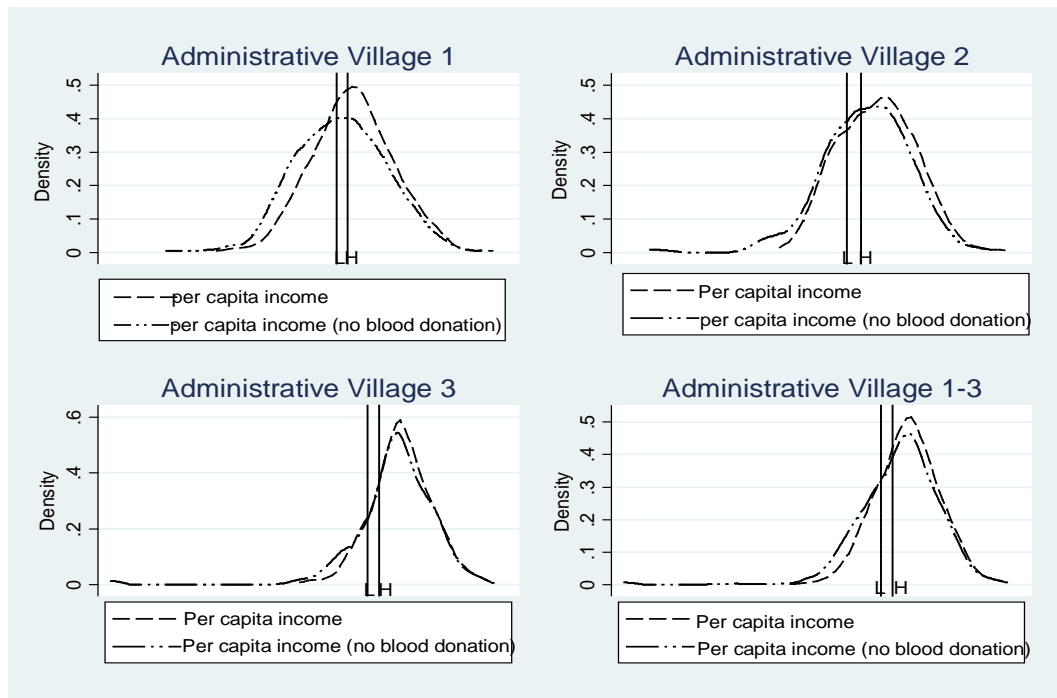 Administrative Village 1
Density
.5
.4
.3
.2
.1
0
L H
per capita income
per capita income (no blood donation)
Administrative Village 2
Density
.5
.4
.3
.2
.1
0
L H
Per capital income
per capita income (no blood donation)
Administrative Village 3
Density
.6
.4
.2
0
L H
Per capita income
Per capita income (no blood donation)
Administrative Village 1-3
Density
.5
.4
.3
.2
.1
0
L H
Per capita income
Per capita income (no blood donation)